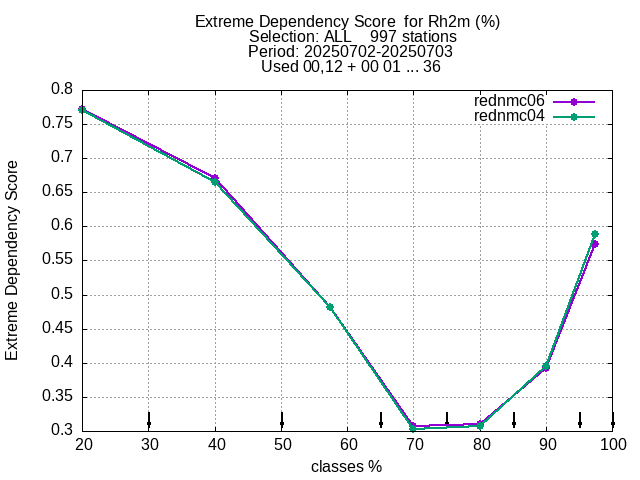 Extreme Dependency Score  for Rh2m (%)
Selection: ALL    997 stations
Period: 20250702-20250703
Used 00,12 + 00 01 ... 36
rednmc06
rednmc04
Extreme Dependency Score
0.8
0.75
0.7
0.65
0.6
0.55
0.5
0.45
0.4
0.35
0.3
20 30 40 50 60 70 80 90 100
classes %